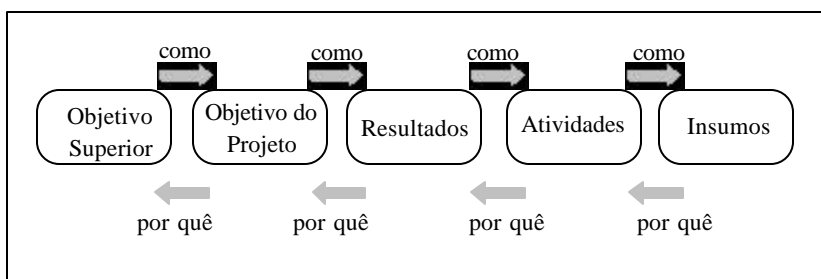 como como como como
Objetivo
Superior
Objetivo do
Projeto
Resultados
Atividades
Insumos
por quê por quê por quê por quê